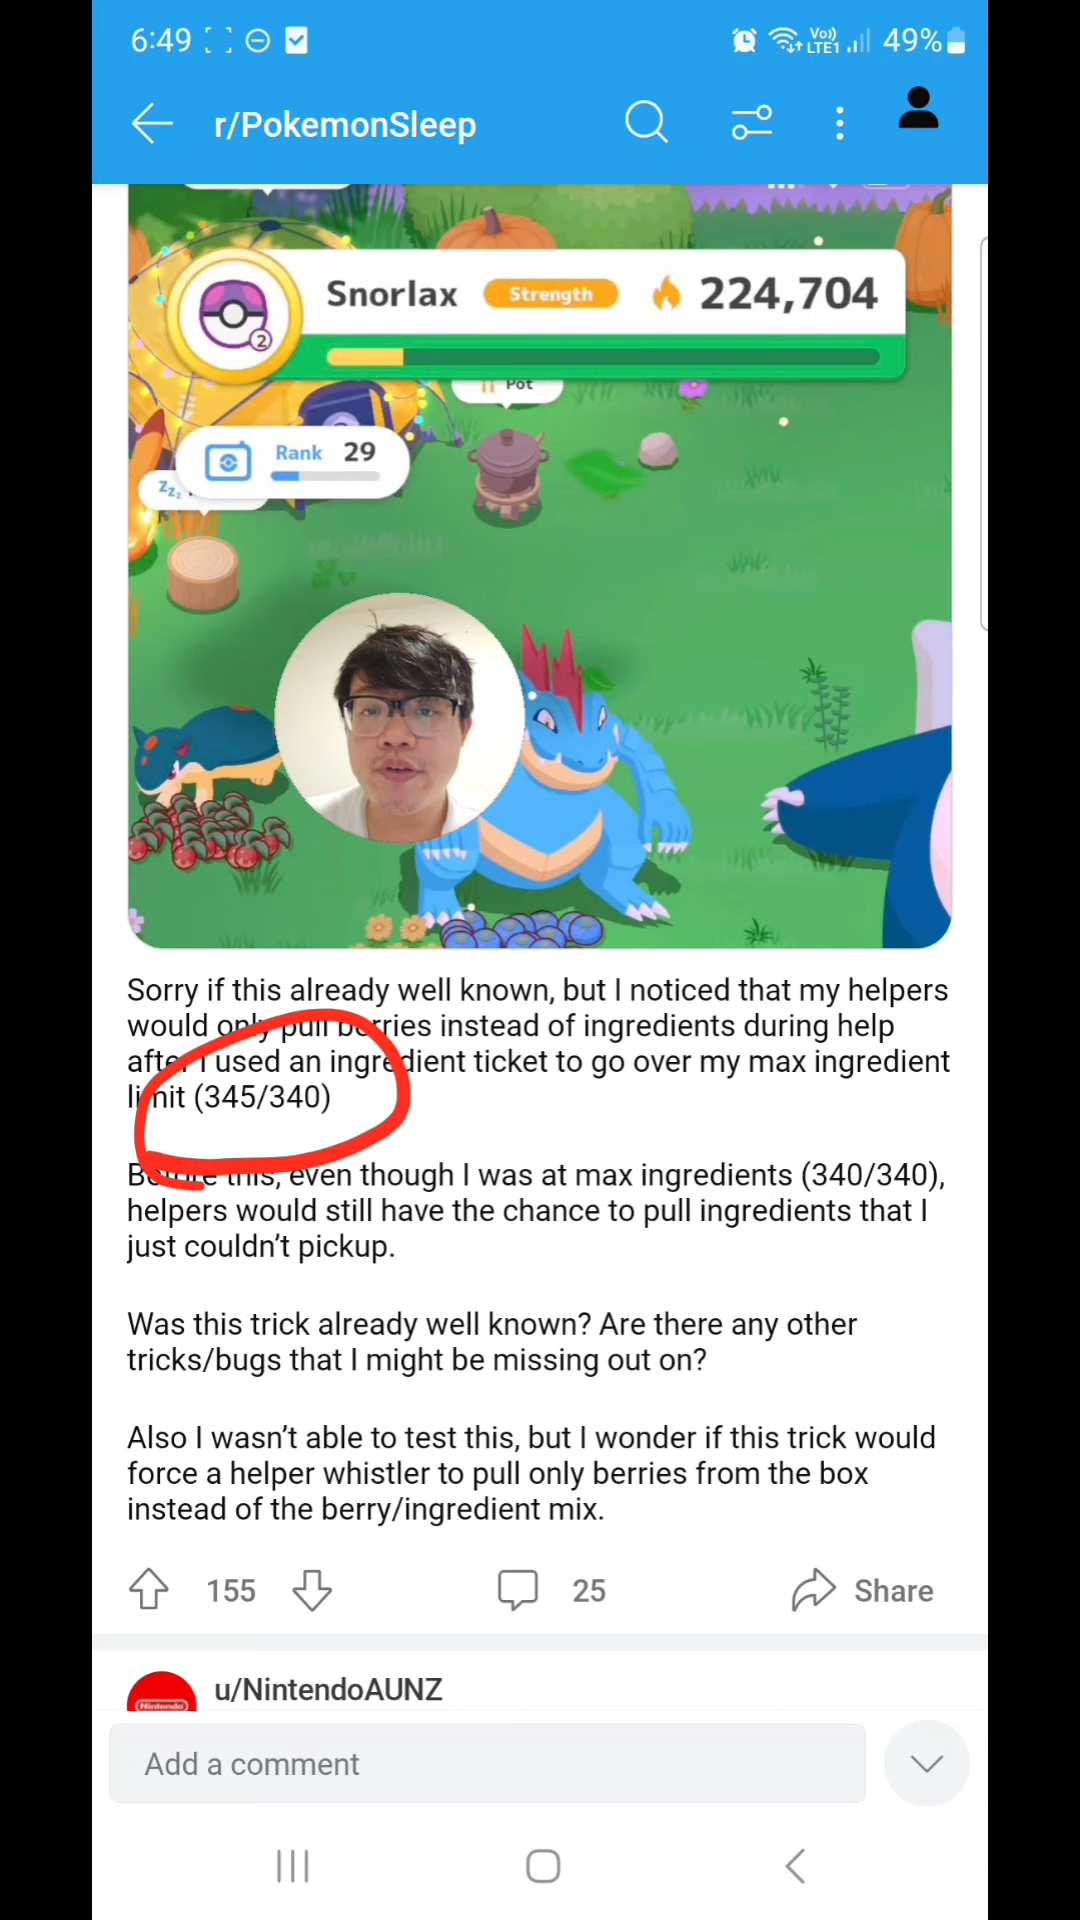 6:49
Vo))
LTE1
49%
r/PokemonSleep
Snorlax
Strength
224,704
2
Pot
Rank 29
Zzz
Sorry if this already well known, but I noticed that my helpers
would only pull berries instead of ingredients during help
after I used an ingredient ticket to go over my max ingredient
limit (345/340)
Before this, even though I was at max ingredients (340/340),
helpers would still have the chance to pull ingredients that I
just couldn't pickup.
Was this trick already well known? Are there any other
tricks/bugs that I might be missing out on?
Also I wasn't able to test this, but I wonder if this trick would
force a helper whistler to pull only berries from the box
instead of the berry/ingredient mix.
155
25
Share
Nintendo
u/NintendoAUNZ
Add a comment